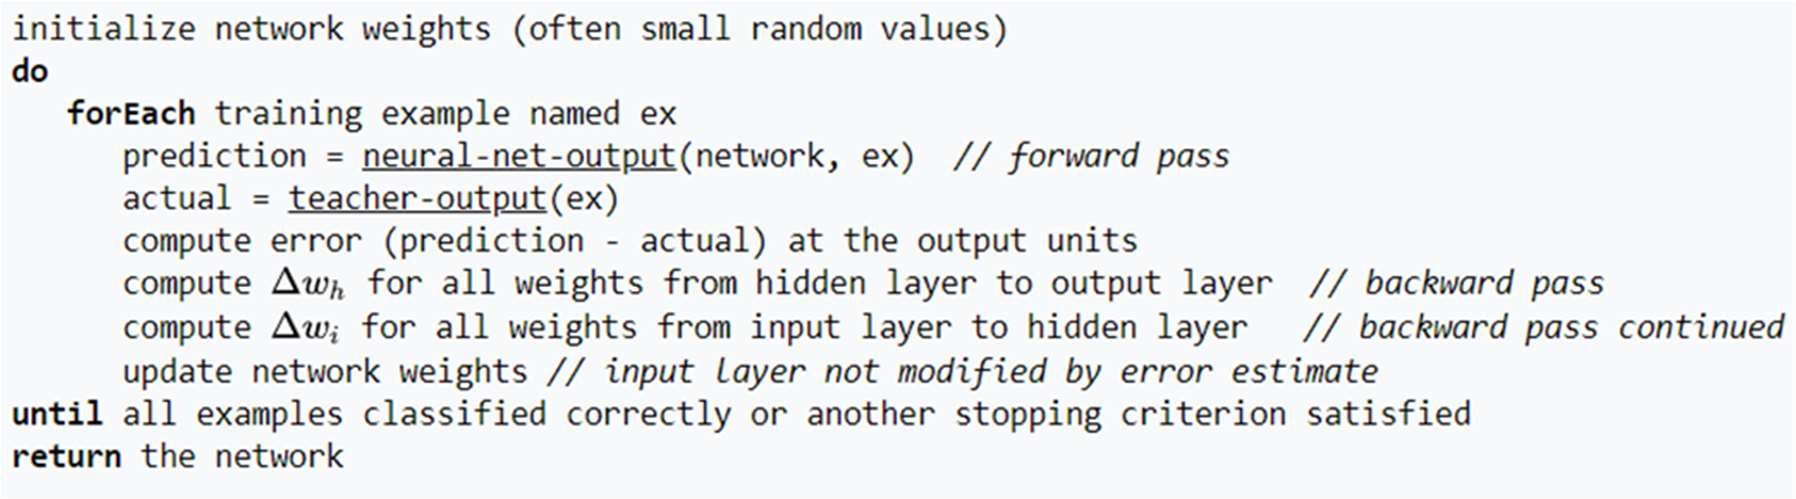 initialize network weights (often small random values)
do
forEach training example named ex
prediction = neural-net-output(network, ex) // forward pass
actual = teacher-output(ex)
compute error (prediction - actual) at the output units
compute Δwₕ for all weights from hidden layer to output layer // backward pass
compute Δwᵢ for all weights from input layer to hidden layer // backward pass continued
update network weights // input layer not modified by error estimate
until all examples classified correctly or another stopping criterion satisfied
return the network